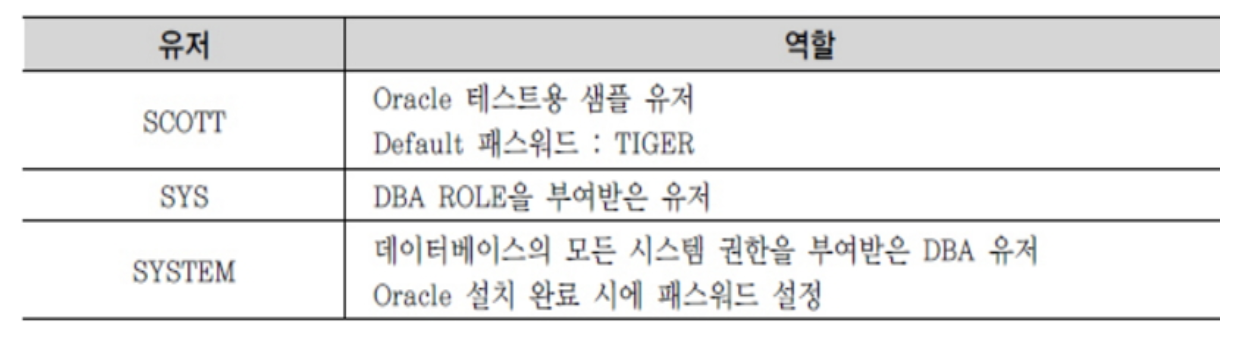 유저 역할
SCOTT
Oracle 테스트용 샘플 유저
Default 패스워드 : TIGER
SYS DBA ROLE을 부여받은 유저
SYSTEM
데이터베이스의 모든 시스템 권한을 부여받은 DBA 유저
Oracle 설치 완료 시에 패스워드 설정